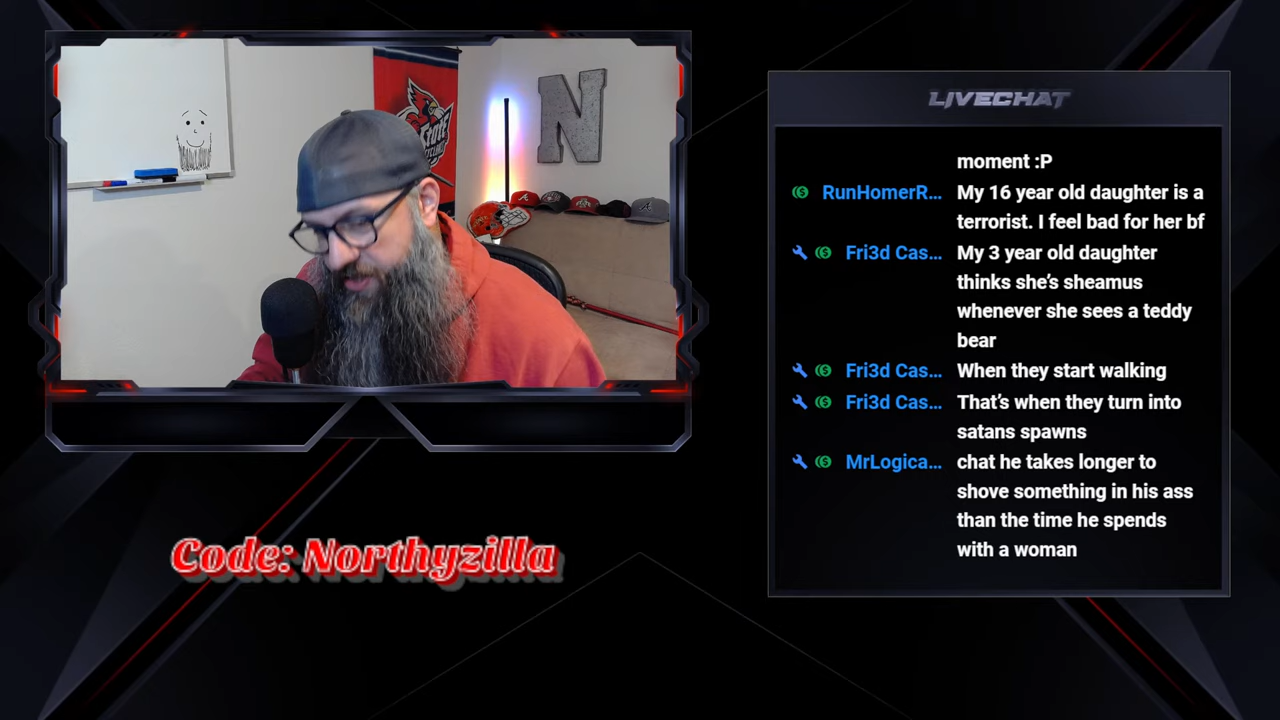 N
State
LIVECHAT
moment :P
RunHomerR… My 16 year old daughter is a
terrorist. I feel bad for her bf
Fri3d Cas… My 3 year old daughter
thinks she's sheamus
whenever she sees a teddy
bear
Fri3d Cas… When they start walking
Fri3d Cas… That's when they turn into
satans spawns
MrLogica… chat he takes longer to
shove something in his ass
than the time he spends
with a woman
Code: Northyzilla